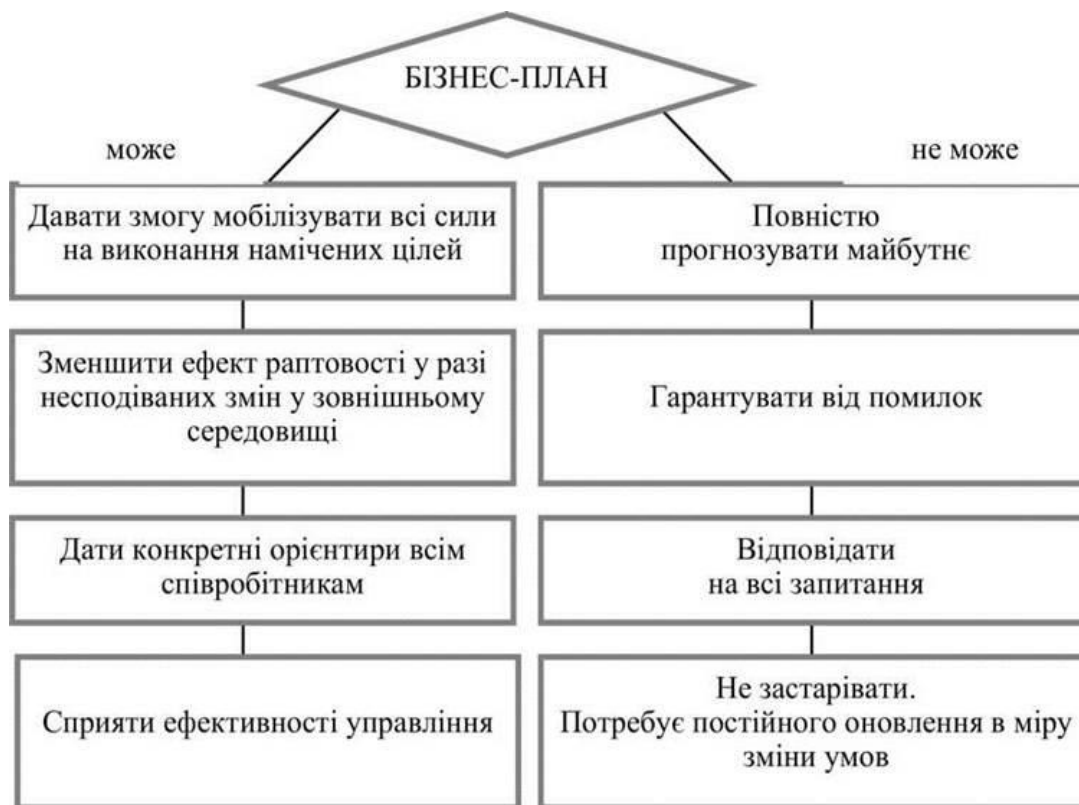 БІЗНЕС-ПЛАН
може
не може
Давати змогу мобілізувати всі сили
на виконання намічених цілей
Повністю
прогнозувати майбутнє
Зменшити ефект раптовості у разі
несподіваних змін у зовнішньому
середовищі
Гарантувати від помилок
Дати конкретні орієнтири всім
співробітникам
Відповідати
на всі запитання
Сприяти ефективності управління
Не застарівати.
Потребує постійного оновлення в міру
зміни умов